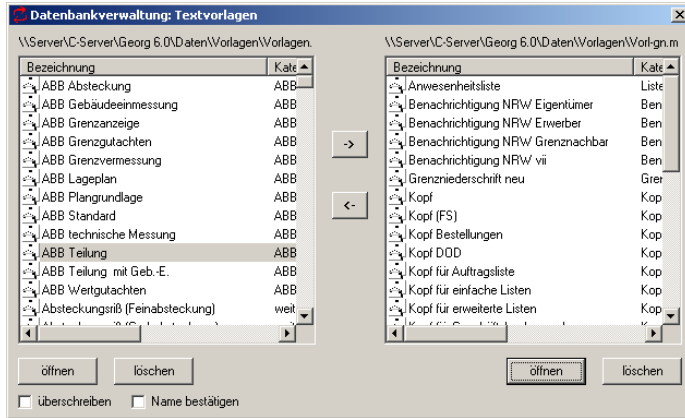 Datenbankverwaltung: Textvorlagen
\\Server\C-Server\Georg 6.0\Daten\Vorlagen\Vorlagen.
Bezeichnung Kate
ABB Absteckung ABB
ABB Gebäudeeinmessung ABB
ABB Grenzanzeige ABB
ABB Grenzgutachten ABB
ABB Grenzvermessung ABB
ABB Lageplan ABB
ABB Plangrundlage ABB
ABB Standard ABB
ABB technische Messung ABB
ABB Teilung ABB
ABB Teilung mit Geb.-E. ABB
ABB Wertgutachten ABB
Absteckungsriß (Feinabsteckung) weit
öffnen löschen
überschreiben Name bestätigen
->
<-
\\Server\C-Server\Georg 6.0\Daten\Vorlagen\Vorl-gn.m
Bezeichnung Kate
Anwesenheitsliste Liste
Benachrichtigung NRW Eigentümer Ben
Benachrichtigung NRW Erwerber Ben
Benachrichtigung NRW Grenznachbar Ben
Benachrichtigung NRW vii Ben
Grenzniederschrift neu Gren
Kopf Kop
Kopf (FS) Kop
Kopf Bestellungen Kop
Kopf DOD Kop
Kopf für Auftragsliste Kop
Kopf für einfache Listen Kop
Kopf für erweiterte Listen Kop
öffnen löschen